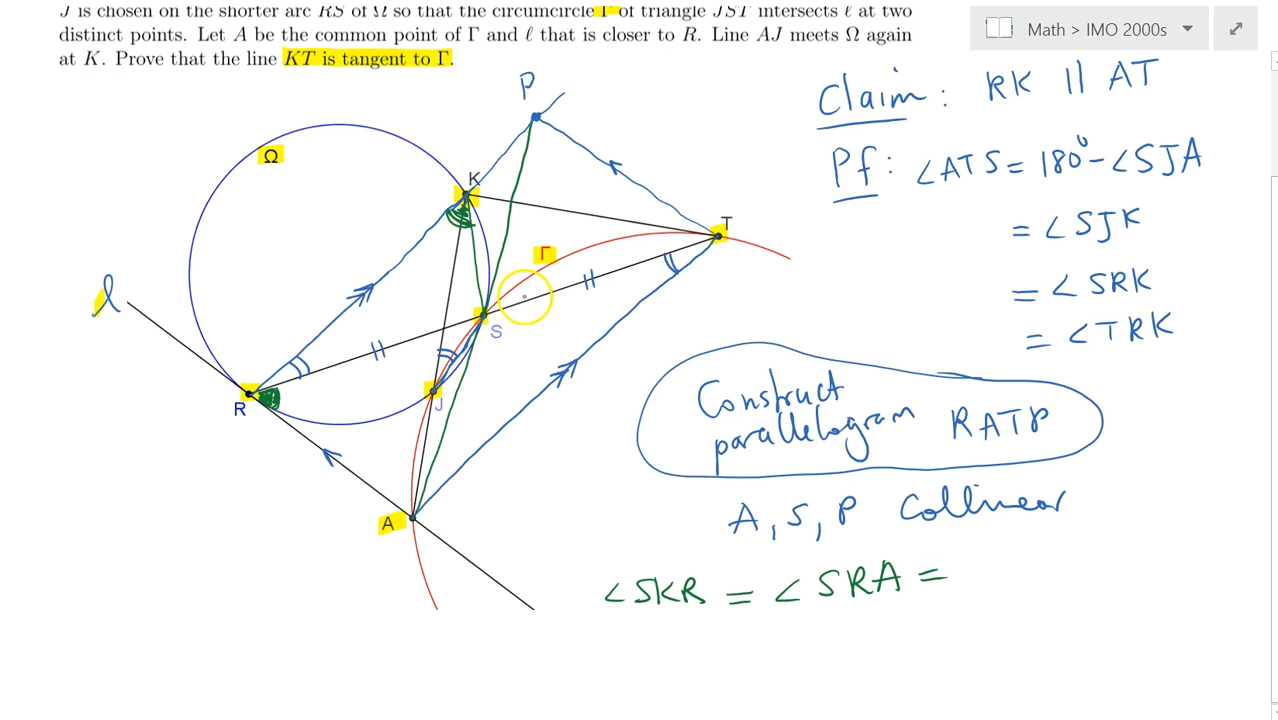 J is chosen on the shorter arc RS of Ω so that the circumcircle Γ of triangle JST intersects ℓ at two
distinct points. Let A be the common point of Γ and ℓ that is closer to R. Line AJ meets Ω again
at K. Prove that the line KT is tangent to Γ.
Math > IMO 2000s
P
Claim: RK || AT
Ω
Pf: ∠ATS = 180° - ∠SJA
K
T
= ∠SJK
Γ
l
= ∠SRK
S
= ∠TRK
R
J
Construct
parallelogram RATP
A
A, S, P Collinear
∠SKR = ∠SRA =